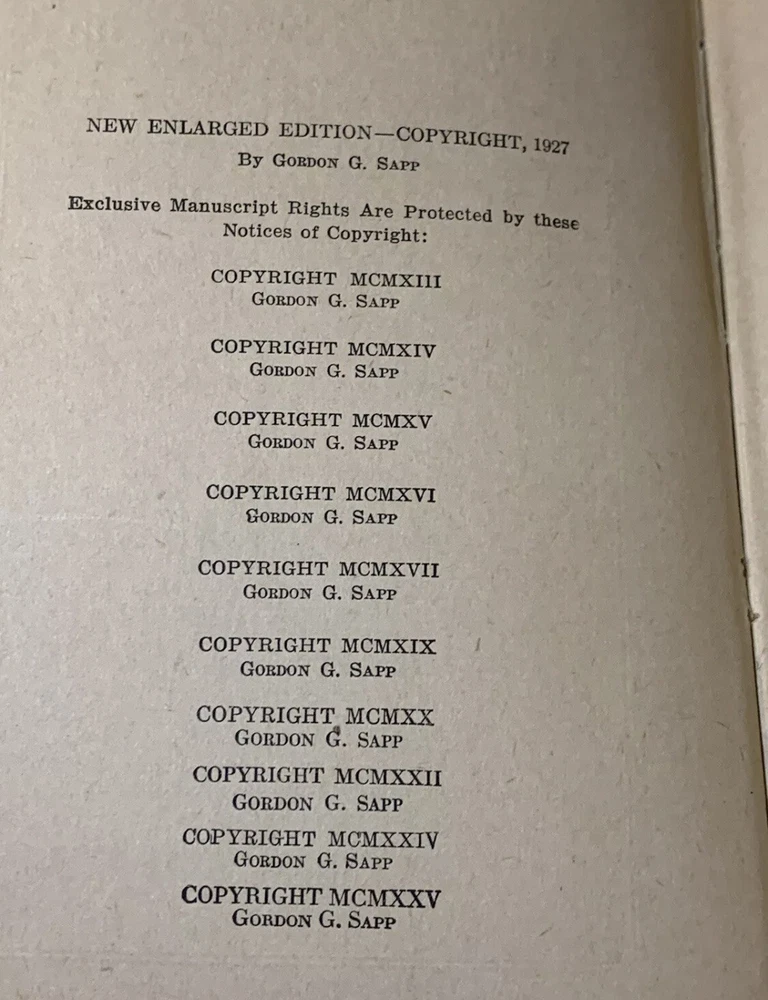 NEW ENLARGED EDITION—COPYRIGHT, 1927
By Gordon G. Sapp
Exclusive Manuscript Rights Are Protected by these
Notices of Copyright:
COPYRIGHT MCMXIII
Gordon G. Sapp
COPYRIGHT MCMXIV
Gordon G. Sapp
COPYRIGHT MCMXV
Gordon G. Sapp
COPYRIGHT MCMXVI
Gordon G. Sapp
COPYRIGHT MCMXVII
Gordon G. Sapp
COPYRIGHT MCMXIX
Gordon G. Sapp
COPYRIGHT MCMXX
Gordon G. Sapp
COPYRIGHT MCMXXII
Gordon G. Sapp
COPYRIGHT MCMXXIV
Gordon G. Sapp
COPYRIGHT MCMXXV
Gordon G. Sapp